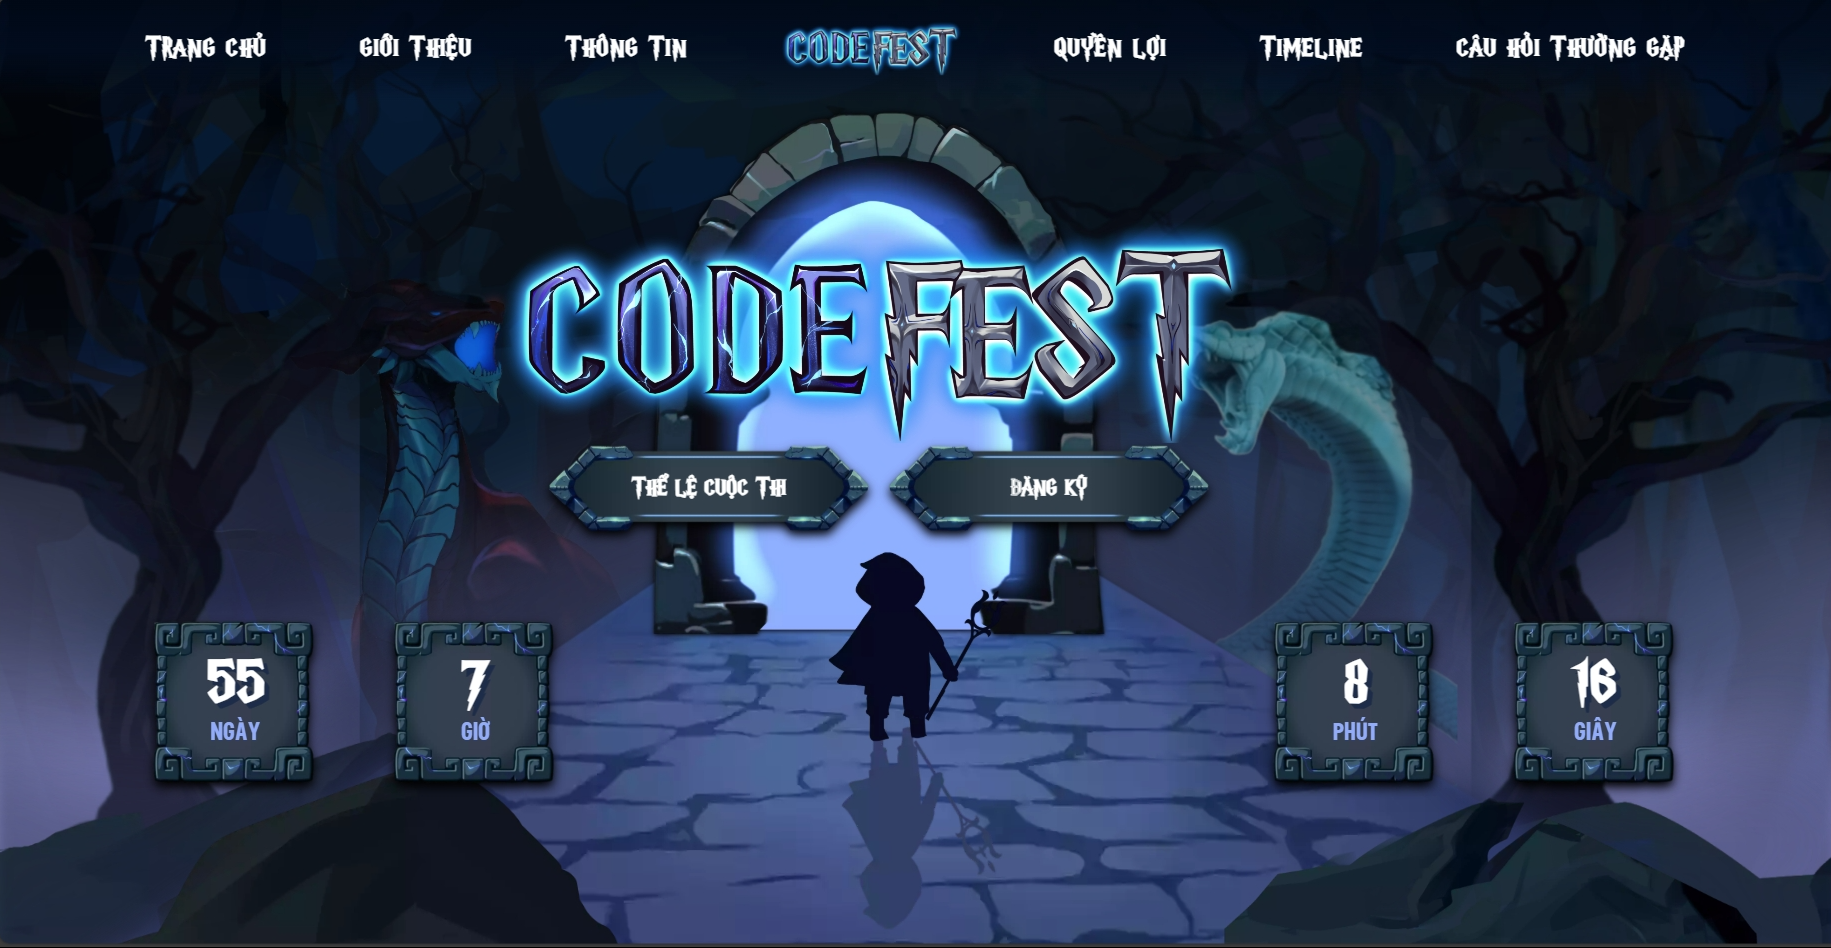 TRANG CHỦ
GIỚI THIỆU
THÔNG TIN
CODEFEST
QUYỀN LỢI
TIMELINE
CÂU HỎI THƯỜNG GẶP
CODEFEST
THỂ LỆ CUỘC THI
ĐĂNG KÝ
55
NGÀY
7
GIỜ
8
PHÚT
16
GIÂY